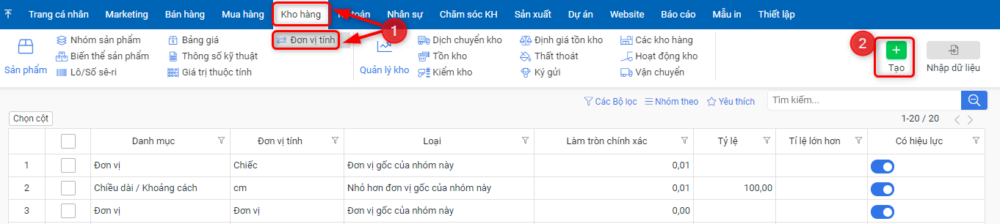 Trang cá nhân Marketing Bán hàng Mua hàng Kho hàng toán Nhân sự Chăm sóc KH Sản xuất Dự án Website Báo cáo Mẫu in Thiết lập
Nhóm sản phẩm Bảng giá Đơn vị tính 1 Dịch chuyển kho Định giá tồn kho Các kho hàng 2
Biến thể sản phẩm Thông số kỹ thuật Tồn kho Thất thoát Hoạt động kho
Sản phẩm Lô/Số sê-ri Giá trị thuộc tính Quản lý kho Kiểm kho Ký gửi Vận chuyển Tạo Nhập dữ liệu
Các Bộ lọc Nhóm theo Yêu thích Tìm kiếm...
Chọn cột 1-20 / 20
Danh mục Đơn vị tính Loại Làm tròn chính xác Tỷ lệ Tỉ lệ lớn hơn Có hiệu lực
1 Đơn vị Chiếc Đơn vị gốc của nhóm này 0,01
2 Chiều dài / Khoảng cách cm Nhỏ hơn đơn vị gốc của nhóm này 0,01 100,00
3 Đơn vị Đơn vị Đơn vị gốc của nhóm này 0,00